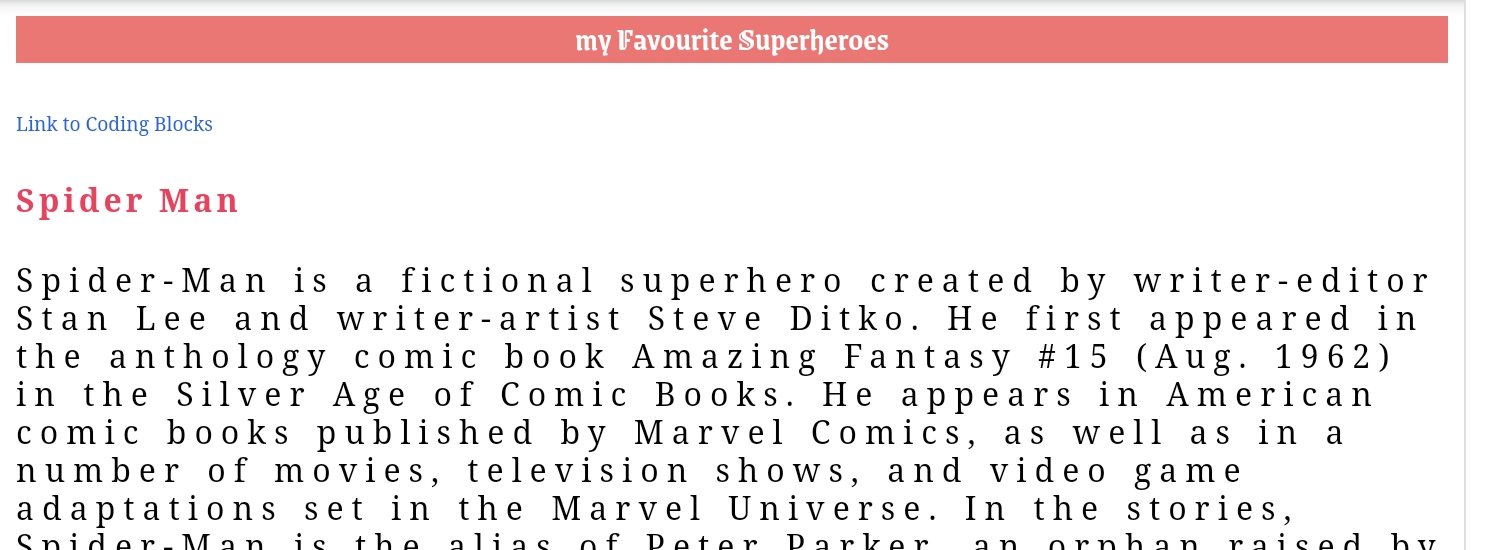 my Favourite Superheroes
Link to Coding Blocks
Spider Man
Spider-Man is a fictional superhero created by writer-editor
Stan Lee and writer-artist Steve Ditko. He first appeared in
the anthology comic book Amazing Fantasy #15 (Aug. 1962)
in the Silver Age of Comic Books. He appears in American
comic books published by Marvel Comics, as well as in a
number of movies, television shows, and video game
adaptations set in the Marvel Universe. In the stories,
Spider-Man is the alias of Peter Parker, an orphan raised by